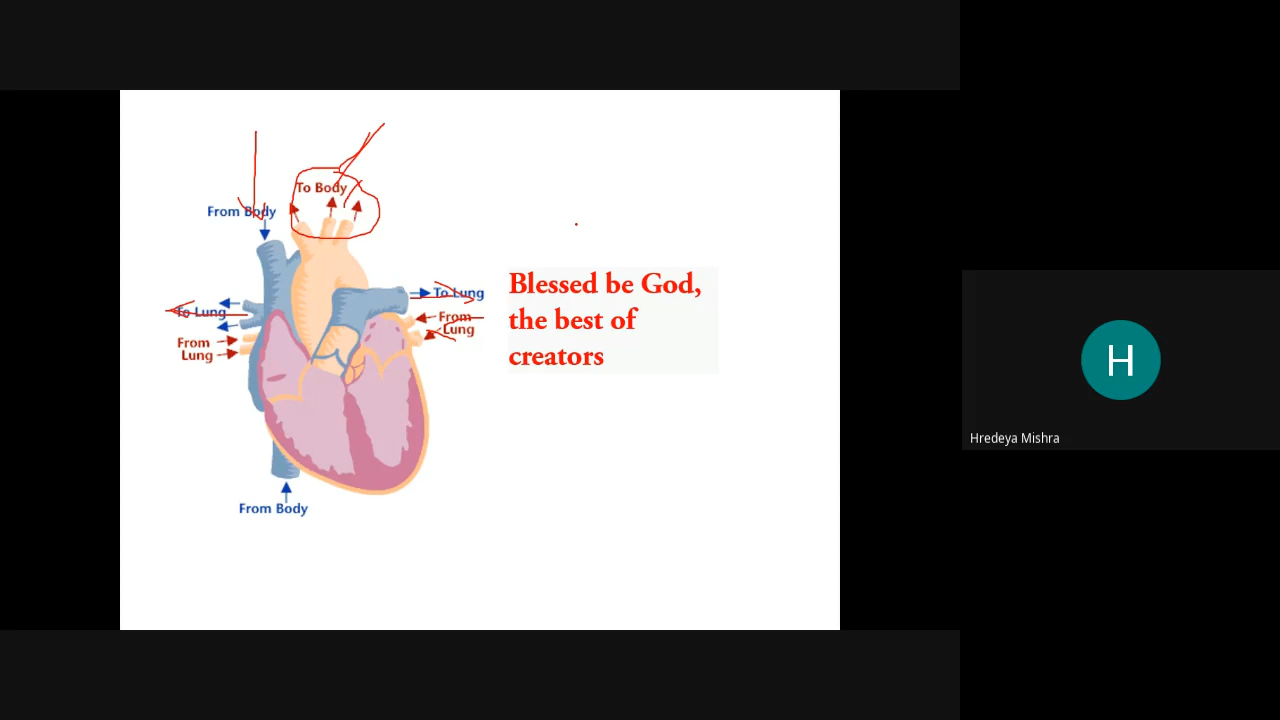 To Body
From Body
To Lung
To Lung
From
Lung
From
Lung
From Body
Blessed be God,
the best of
creators
H
Hredeya Mishra